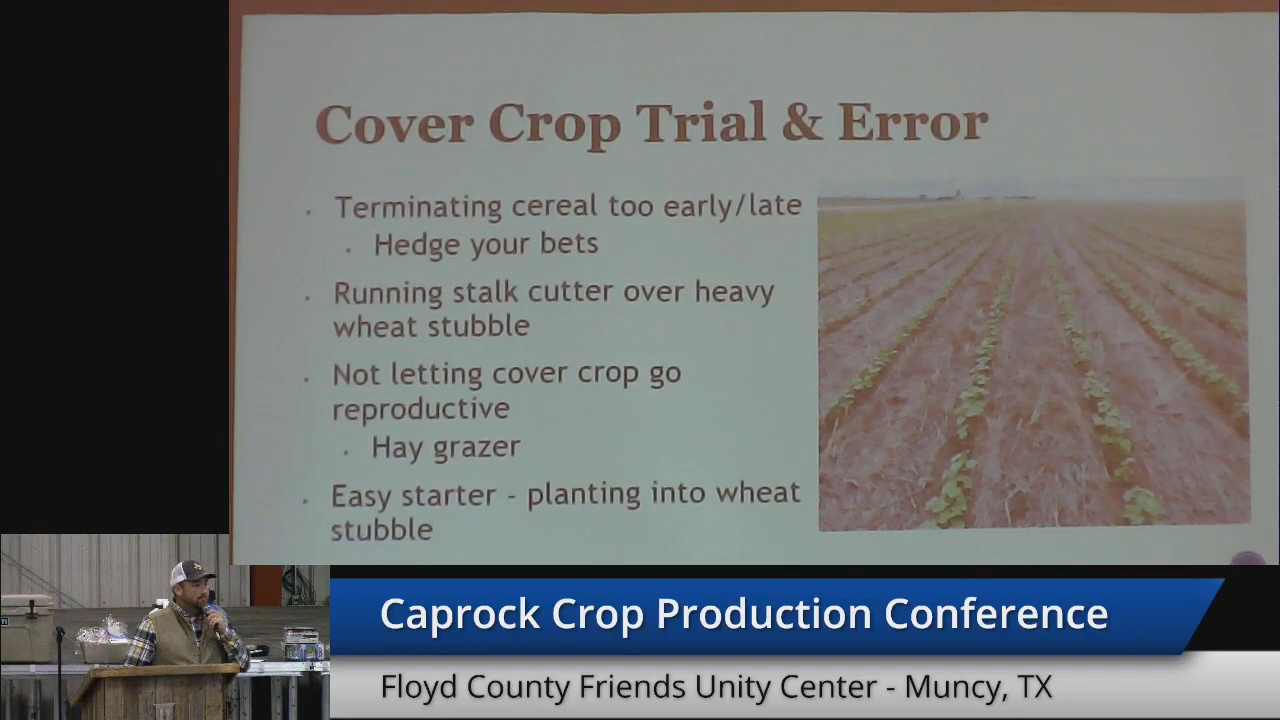 Cover Crop Trial & Error
· Terminating cereal too early/late
· Hedge your bets
· Running stalk cutter over heavy
wheat stubble
· Not letting cover crop go
reproductive
· Hay grazer
· Easy starter - planting into wheat
stubble
Caprock Crop Production Conference
Floyd County Friends Unity Center - Muncy, TX